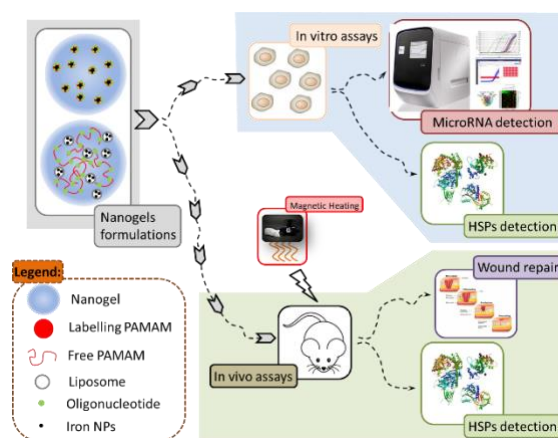 In vitro assays
MicroRNA detection
HSPs detection
Nanogels
formulations
Magnetic Heating
Legend:
Nanogel
Labelling PAMAM
Free PAMAM
Liposome
Oligonucleotide
Iron NPs
In vivo assays
Wound repair
HSPs detection